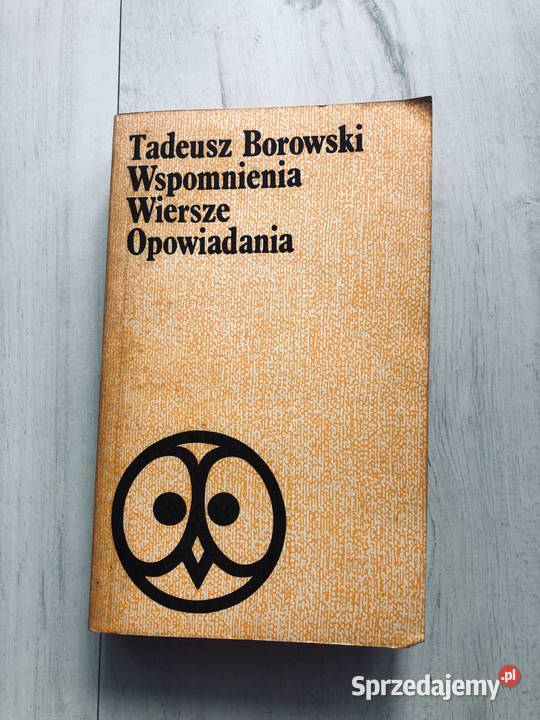 Tadeusz Borowski
Wspomnienia
Wiersze
Opowiadania
Sprzedajemy.pl